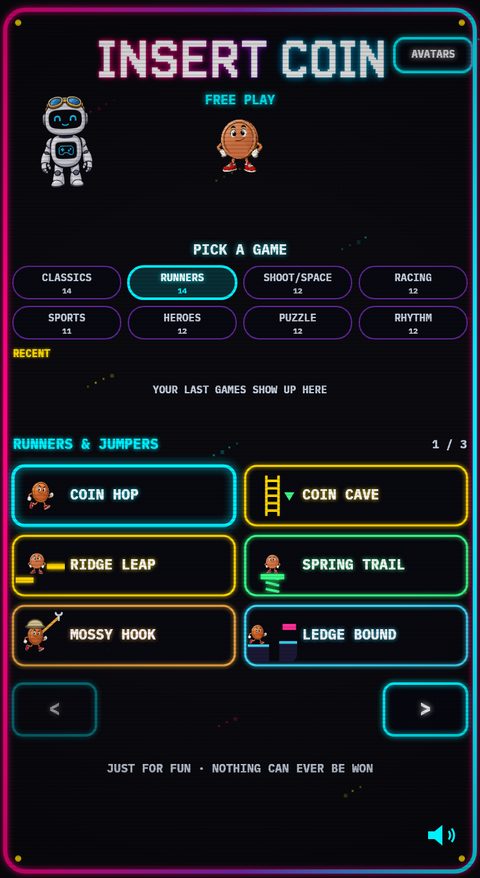 INSERT COIN
AVATARS
FREE PLAY
PICK A GAME
CLASSICS
14
RUNNERS
14
SHOOT/SPACE
12
RACING
12
SPORTS
11
HEROES
12
PUZZLE
12
RHYTHM
12
RECENT
YOUR LAST GAMES SHOW UP HERE
RUNNERS & JUMPERS
1 / 3
COIN HOP
COIN CAVE
RIDGE LEAP
SPRING TRAIL
MOSSY HOOK
LEDGE BOUND
<
>
JUST FOR FUN · NOTHING CAN EVER BE WON